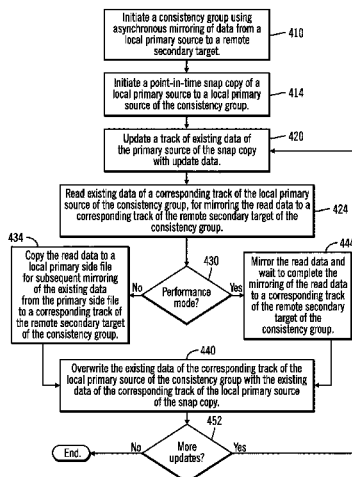 Initiate a consistency group using
asynchronous mirroring of data from a
local primary source to a remote
secondary target.
410
Initiate a point-in-time snap copy of a
local primary source to a local primary
source of the consistency group.
414
Update a track of existing data of
the primary source of the snap copy
with update data.
420
Read existing data of a corresponding track of the local primary
source of the consistency group, for mirroring the read data to a
corresponding track of the remote secondary target of the
consistency group.
424
434
Copy the read data to a
local primary side file
for subsequent mirroring
of the existing data
from the primary side file
to a corresponding track of
the remote secondary target
of the consistency group.
430
Performance
mode?
No
Yes
444
Mirror the read data and
wait to complete the
mirroring of the read data
to a corresponding track of
the remote secondary
target of the
consistency group.
440
Overwrite the existing data of the corresponding track of the
local primary source of the consistency group with the existing
data of the corresponding track of the local primary source
of the snap copy.
452
More
updates?
No
Yes
End.